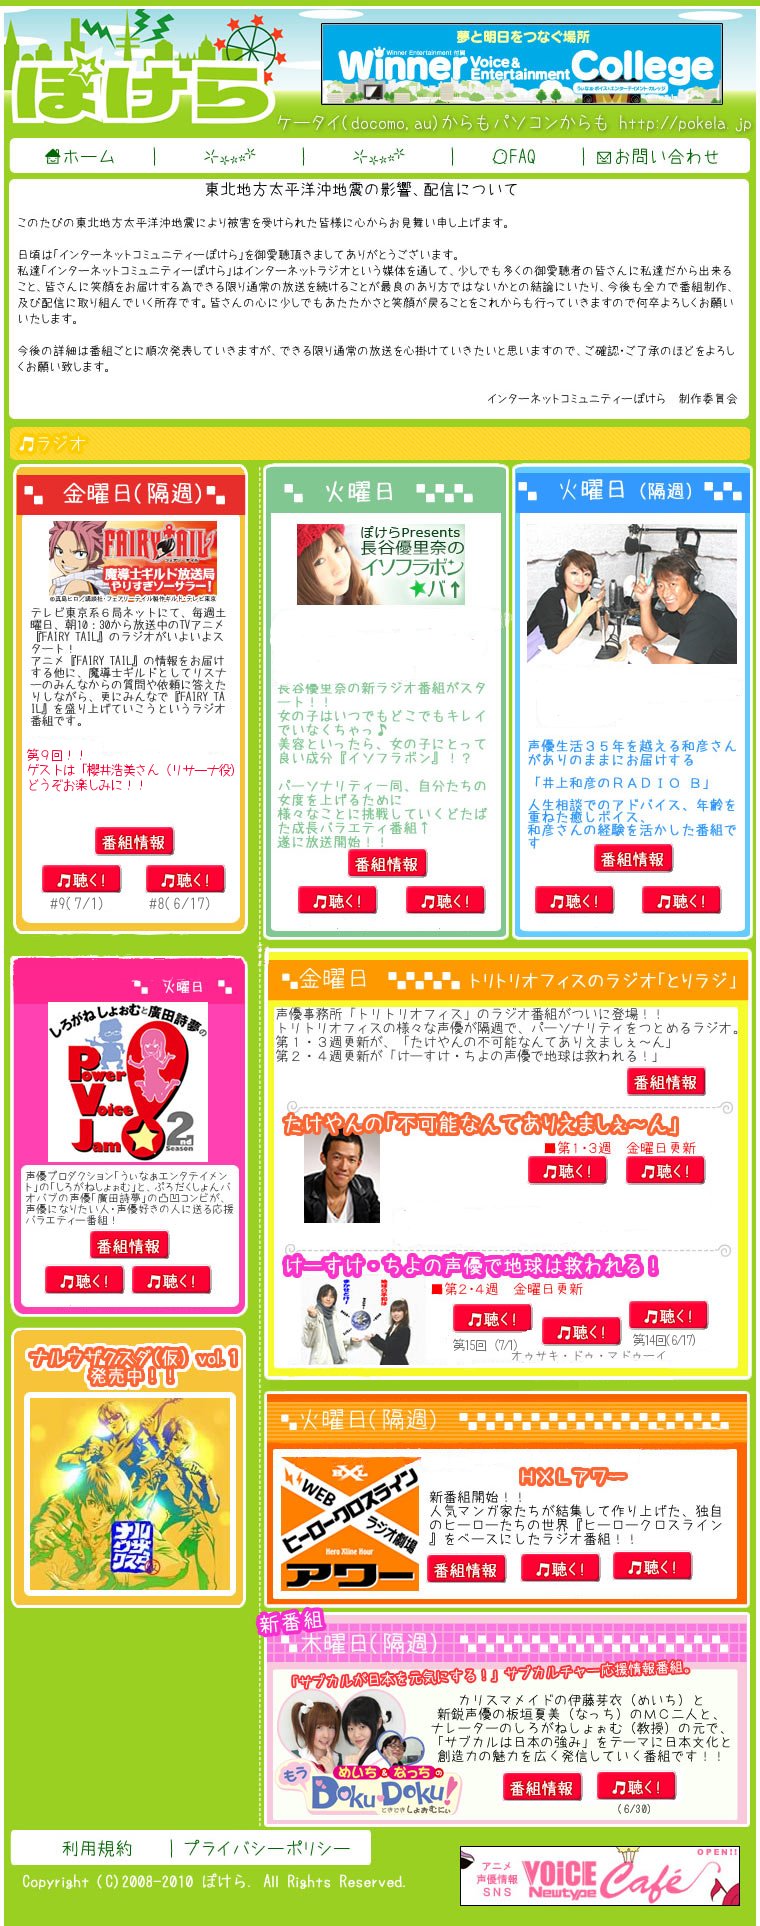 ぽけら
夢と明日をつなぐ場所
Winner Entertainment 付属
Winner Voice & Entertainment College
ういなぁ・ボイス&エンターテイメント・カレッジ
ケータイ(docomo,au)からもパソコンからも http://pokela.jp
ホーム
FAQ
お問い合わせ
東北地方太平洋沖地震の影響、配信について
このたびの東北地方太平洋沖地震により被害を受けられた皆様に心からお見舞い申し上げます。
日頃は「インターネットコミュニティーぽけら」を御愛聴頂きましてありがとうございます。
私達「インターネットコミュニティーぽけら」はインターネットラジオという媒体を通して、少しでも多くの御愛聴者の皆さんに私達だから出来る
こと、皆さんに笑顔をお届けする為できる限り通常の放送を続けることが最良のあり方ではないかとの結論にいたり、今後も全力で番組制作、
及び配信に取り組んでいく所存です。皆さんの心に少しでもあたたかさと笑顔が戻ることをこれからも行っていきますので何卒よろしくお願い
いたします。
今後の詳細は番組ごとに順次発表していきますが、できる限り通常の放送を心掛けていきたいと思いますので、ご確認・ご了承のほどをよろし
くお願い致します。
インターネットコミュニティーぽけら　制作委員会
♫ラジオ
金曜日(隔週)
FAIRY TAIL
魔導士ギルド放送局
やりすぎソーサラー!
©真島ヒロ/講談社・フェアリーテイル製作ギルド・テレビ東京
テレビ東京系６局ネットにて、毎週土
曜日、朝10：30から放送中のTVアニメ
『FAIRY TAIL』のラジオがいよいよス
タート！
アニメ『FAIRY TAIL』の情報をお届け
する他に、魔導士ギルドとしてリスナ
ーのみんなからの質問や依頼に答えた
りしながら、更にみんなで『FAIRY TA
IL』を盛り上げていこうというラジオ
番組です。
第９回！！
ゲストは「櫻井浩美さん（リサーナ役）
どうぞお楽しみに！！
番組情報
♫聴く!
♫聴く!
#9(7/1)
#8(6/17)
火曜日
ぽけらPresents
長谷優里奈の
イソフラボン
★バ↑
長谷優里奈の新ラジオ番組がスタ
ート！！
女の子はいつでもどこでもキレイ
でいなくちゃっ♪
美容といったら、女の子にとって
良い成分『イソフラボン』！？
パーソナリティー同、自分たちの
女度を上げるために
様々なことに挑戦していくどたば
た成長バラエティ番組↑
遂に放送開始！！
番組情報
♫聴く!
♫聴く!
火曜日 (隔週)
声優生活３５年を越える和彦さん
がありのままにお届けする
「井上和彦のＲＡＤＩＯ Ｂ」
人生相談でのアドバイス、年齢を
重ねた癒しボイス、
和彦さんの経験を活かした番組で
す
番組情報
♫聴く!
♫聴く!
火曜日
しろがねしょおむと廣田詩夢の
Power Voice Jam
2nd Season
声優プロダクション「ういなぁエンタテイメン
ト」の「しろがねしょおむ」と、ぷろだくしょんバ
オバブの声優「廣田詩夢」の凸凹コンビが、
声優になりたい人・声優好きの人に送る応援
バラエティー番組！
番組情報
♫聴く!
♫聴く!
金曜日
トリトリオフィスのラジオ「とりラジ」
声優事務所「トリトリオフィス」のラジオ番組がついに登場！！
トリトリオフィスの様々な声優が隔週で、パーソナリティをつとめるラジオ。
第１・３週更新が、「たけやんの不可能なんてありえましぇ～ん」
第２・４週更新が「けーすけ・ちよの声優で地球は救われる！」
番組情報
たけやんの「不可能なんてありえましぇ～ん」
■第１・３週　金曜日更新
♫聴く!
♫聴く!
けーすけ・ちよの声優で地球は救われる！
■第２・４週　金曜日更新
♫聴く!
♫聴く!
♫聴く!
第15回 (7/1)
第14回(6/17)
オゥサキ・ドゥ・マドゥーイ
ナルウザクスダ(仮) vol.1
発売中！！
ナルウザクスダ(仮)
火曜日(隔週)
HXL
WEB
ヒーロークロスライン
ラジオ劇場
Hero Xline Hour
アワー
ＨＸＬアワー
新番組開始！！
人気マンガ家たちが結集して作り上げた、独自
のヒーローたちの世界『ヒーロークロスライン
』をベースにしたラジオ番組！！
番組情報
♫聴く!
♫聴く!
新番組
木曜日(隔週)
「サブカルが日本を元気にする！」サブカルチャー応援情報番組。
もう めいち&なっちの
Doku Doku!
ときどきしょおむにぃ
カリスマメイドの伊藤芽衣（めいち）と
新鋭声優の板垣夏美（なっち）のＭＣ二人と、
ナレーターのしろがねしょぉむ（教授）の元で、
「サブカルは日本の強み」をテーマに日本文化と
創造力の魅力を広く発信していく番組です！！
番組情報
♫聴く!
(6/30)
利用規約
プライバシーポリシー
Copyright (C)2008-2010 ぽけら. All Rights Reserved.
アニメ
声優情報
SNS
VOiCE Newtype Café
OPEN!!